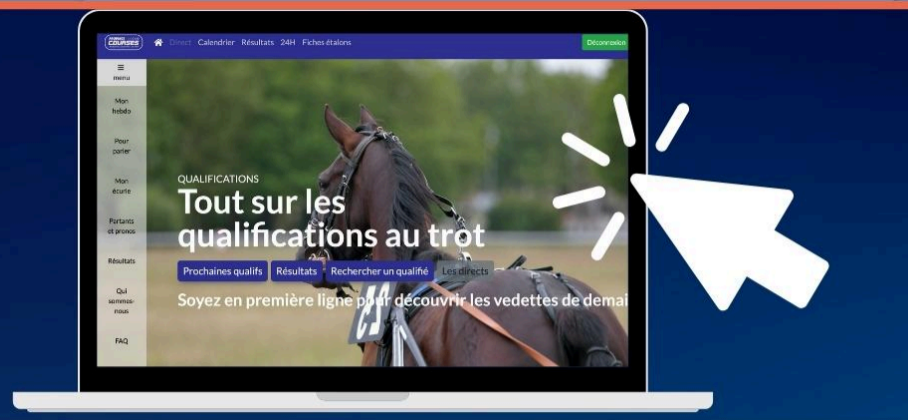 COURSES
Direct Calendrier Résultats 24H Fiches étalons
Déconnexion
menu
Mon
hebdo
Pour
parier
Mon
écurie
Partants
et pronos
Résultats
Qui
sommes-
nous
FAQ
QUALIFICATIONS
Tout sur les
qualifications au trot
Prochaines qualifs Résultats Rechercher un qualifié Les directs
Soyez en première ligne pour découvrir les vedettes de demai